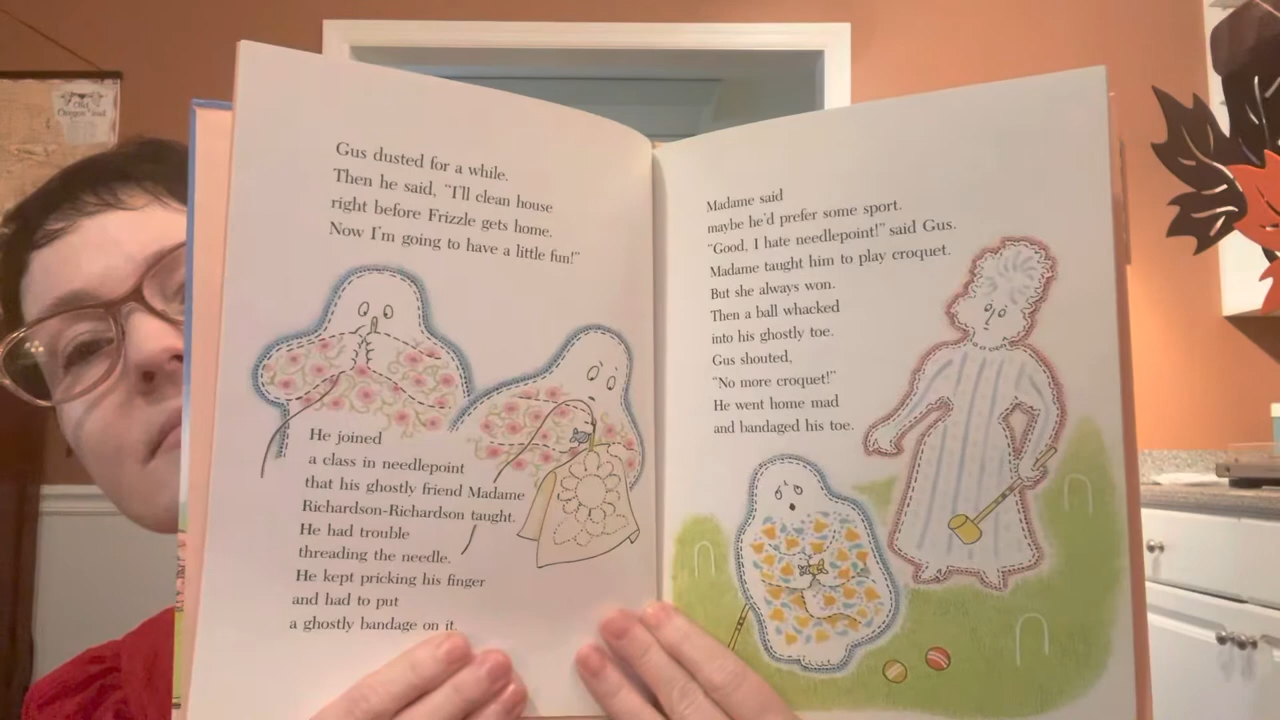 Old
Oregon Trail
Gus dusted for a while.
Then he said, "I'll clean house
right before Frizzle gets home.
Now I'm going to have a little fun!"
He joined
a class in needlepoint
that his ghostly friend Madame
Richardson-Richardson taught.
He had trouble
threading the needle.
He kept pricking his finger
and had to put
a ghostly bandage on it.
Madame said
maybe he'd prefer some sport.
"Good, I hate needlepoint!" said Gus.
Madame taught him to play croquet.
But she always won.
Then a ball whacked
into his ghostly toe.
Gus shouted,
"No more croquet!"
He went home mad
and bandaged his toe.